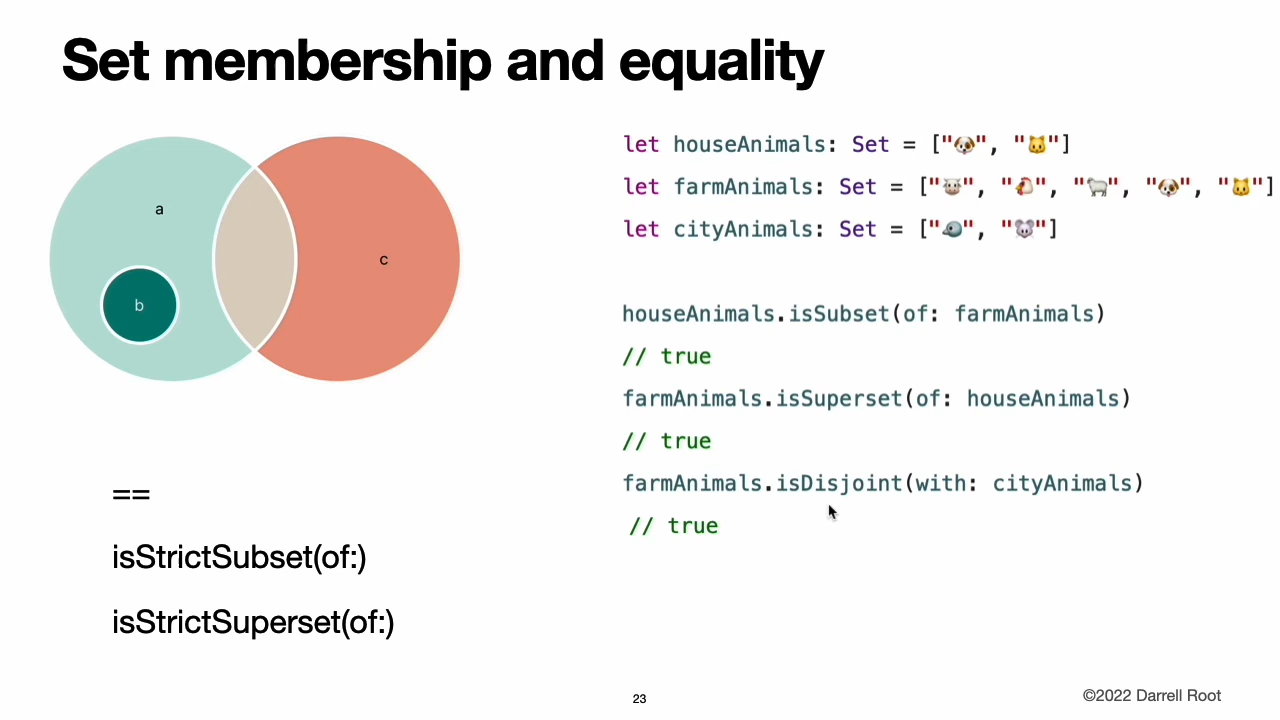 Set membership and equality
a
b
c
==
isStrictSubset(of:)
isStrictSuperset(of:)
let houseAnimals: Set = ["🐶", "🐱"]
let farmAnimals: Set = ["🐮", "🐔", "🐑", "🐶", "🐱"]
let cityAnimals: Set = ["🐦", "🐭"]
houseAnimals.isSubset(of: farmAnimals)
// true
farmAnimals.isSuperset(of: houseAnimals)
// true
farmAnimals.isDisjoint(with: cityAnimals)
// true
23
©2022 Darrell Root